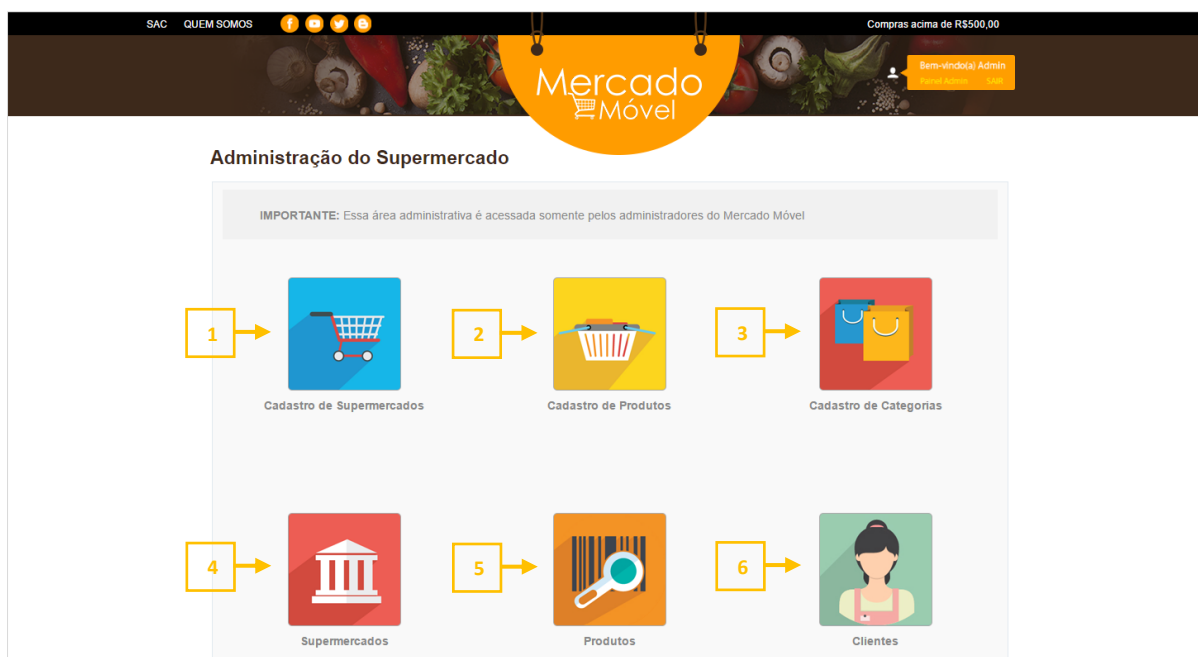 SAC QUEM SOMOS
Compras acima de R$500,00
Mercado
Móvel
Bem-vindo(a) Admin
Painel Admin SAIR
Administração do Supermercado
IMPORTANTE: Essa área administrativa é acessada somente pelos administradores do Mercado Móvel
1
2
3
Cadastro de Supermercados
Cadastro de Produtos
Cadastro de Categorias
4
5
6
Supermercados
Produtos
Clientes